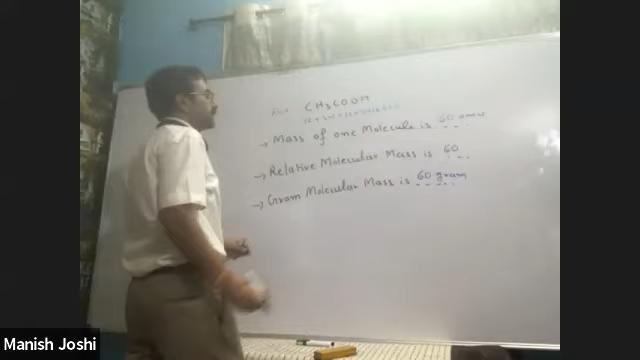 CH3COOH
→ Mass of one Molecule is 60 amu
→ Relative Molecular Mass is 60
→ Gram Molecular Mass is 60 gram
Manish Joshi